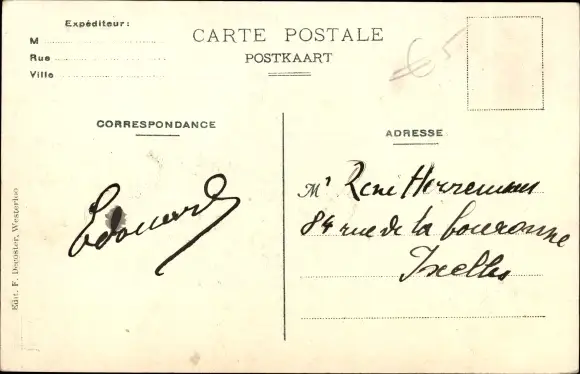 Expéditeur:
M
Rue
Ville
CARTE POSTALE
POSTKAART
€5
CORRESPONDANCE
ADRESSE
Edouard
Mr René Herremans
84 rue de la couronne
Ixelles
Edit. F. Decoster, Westerloo